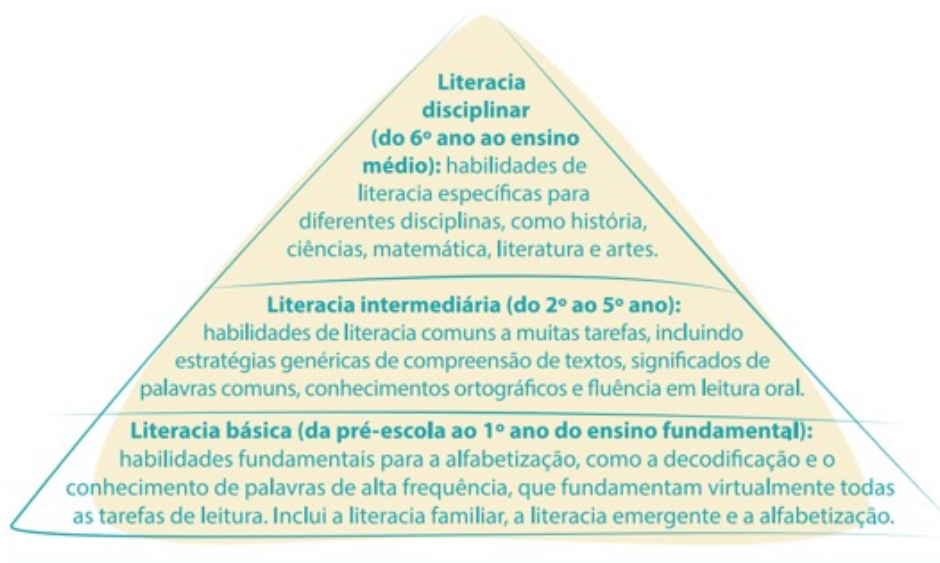 Literacia
disciplinar
(do 6º ano ao ensino
médio): habilidades de
literacia específicas para
diferentes disciplinas, como história,
ciências, matemática, literatura e artes.
Literacia intermediária (do 2º ao 5º ano):
habilidades de literacia comuns a muitas tarefas, incluindo
estratégias genéricas de compreensão de textos, significados de
palavras comuns, conhecimentos ortográficos e fluência em leitura oral.
Literacia básica (da pré-escola ao 1º ano do ensino fundamental):
habilidades fundamentais para a alfabetização, como a decodificação e o
conhecimento de palavras de alta frequência, que fundamentam virtualmente todas
as tarefas de leitura. Inclui a literacia familiar, a literacia emergente e a alfabetização.